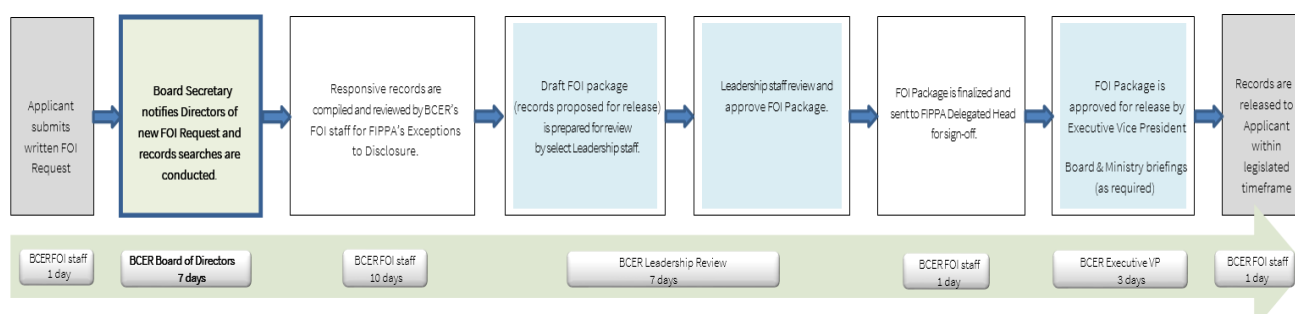 Applicant
submits
written FOI
Request
Board Secretary
notifies Directors of
new FOI Request and
records searches are
conducted.
Responsive records are
compiled and reviewed by BCER's
FOI staff for FIPPA's Exceptions
to Disclosure.
Draft FOI package
(records proposed for release)
is prepared for review
by select Leadership staff.
Leadership staff review and
approve FOI Package.
FOI Package is finalized and
sent to FIPPA Delegated Head
for sign-off.
FOI Package is
approved for release by
Executive Vice President
Board & Ministry briefings
(as required)
Records are
released to
Applicant
within
legislated
timeframe
BCER FOI staff
1 day
BCER Board of Directors
7 days
BCER FOI staff
10 days
BCER Leadership Review
7 days
BCER FOI staff
1 day
BCER Executive VP
3 days
BCER FOI staff
1 day